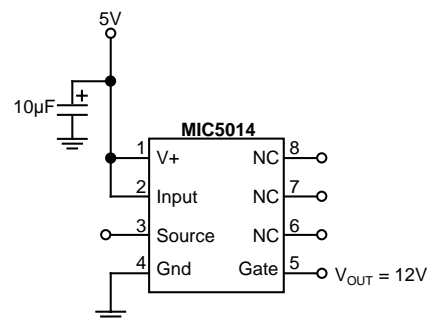 5V
10µF
+
MIC5014
1 V+ NC 8
2 Input NC 7
3 Source NC 6
4 Gnd Gate 5
VOUT = 12V